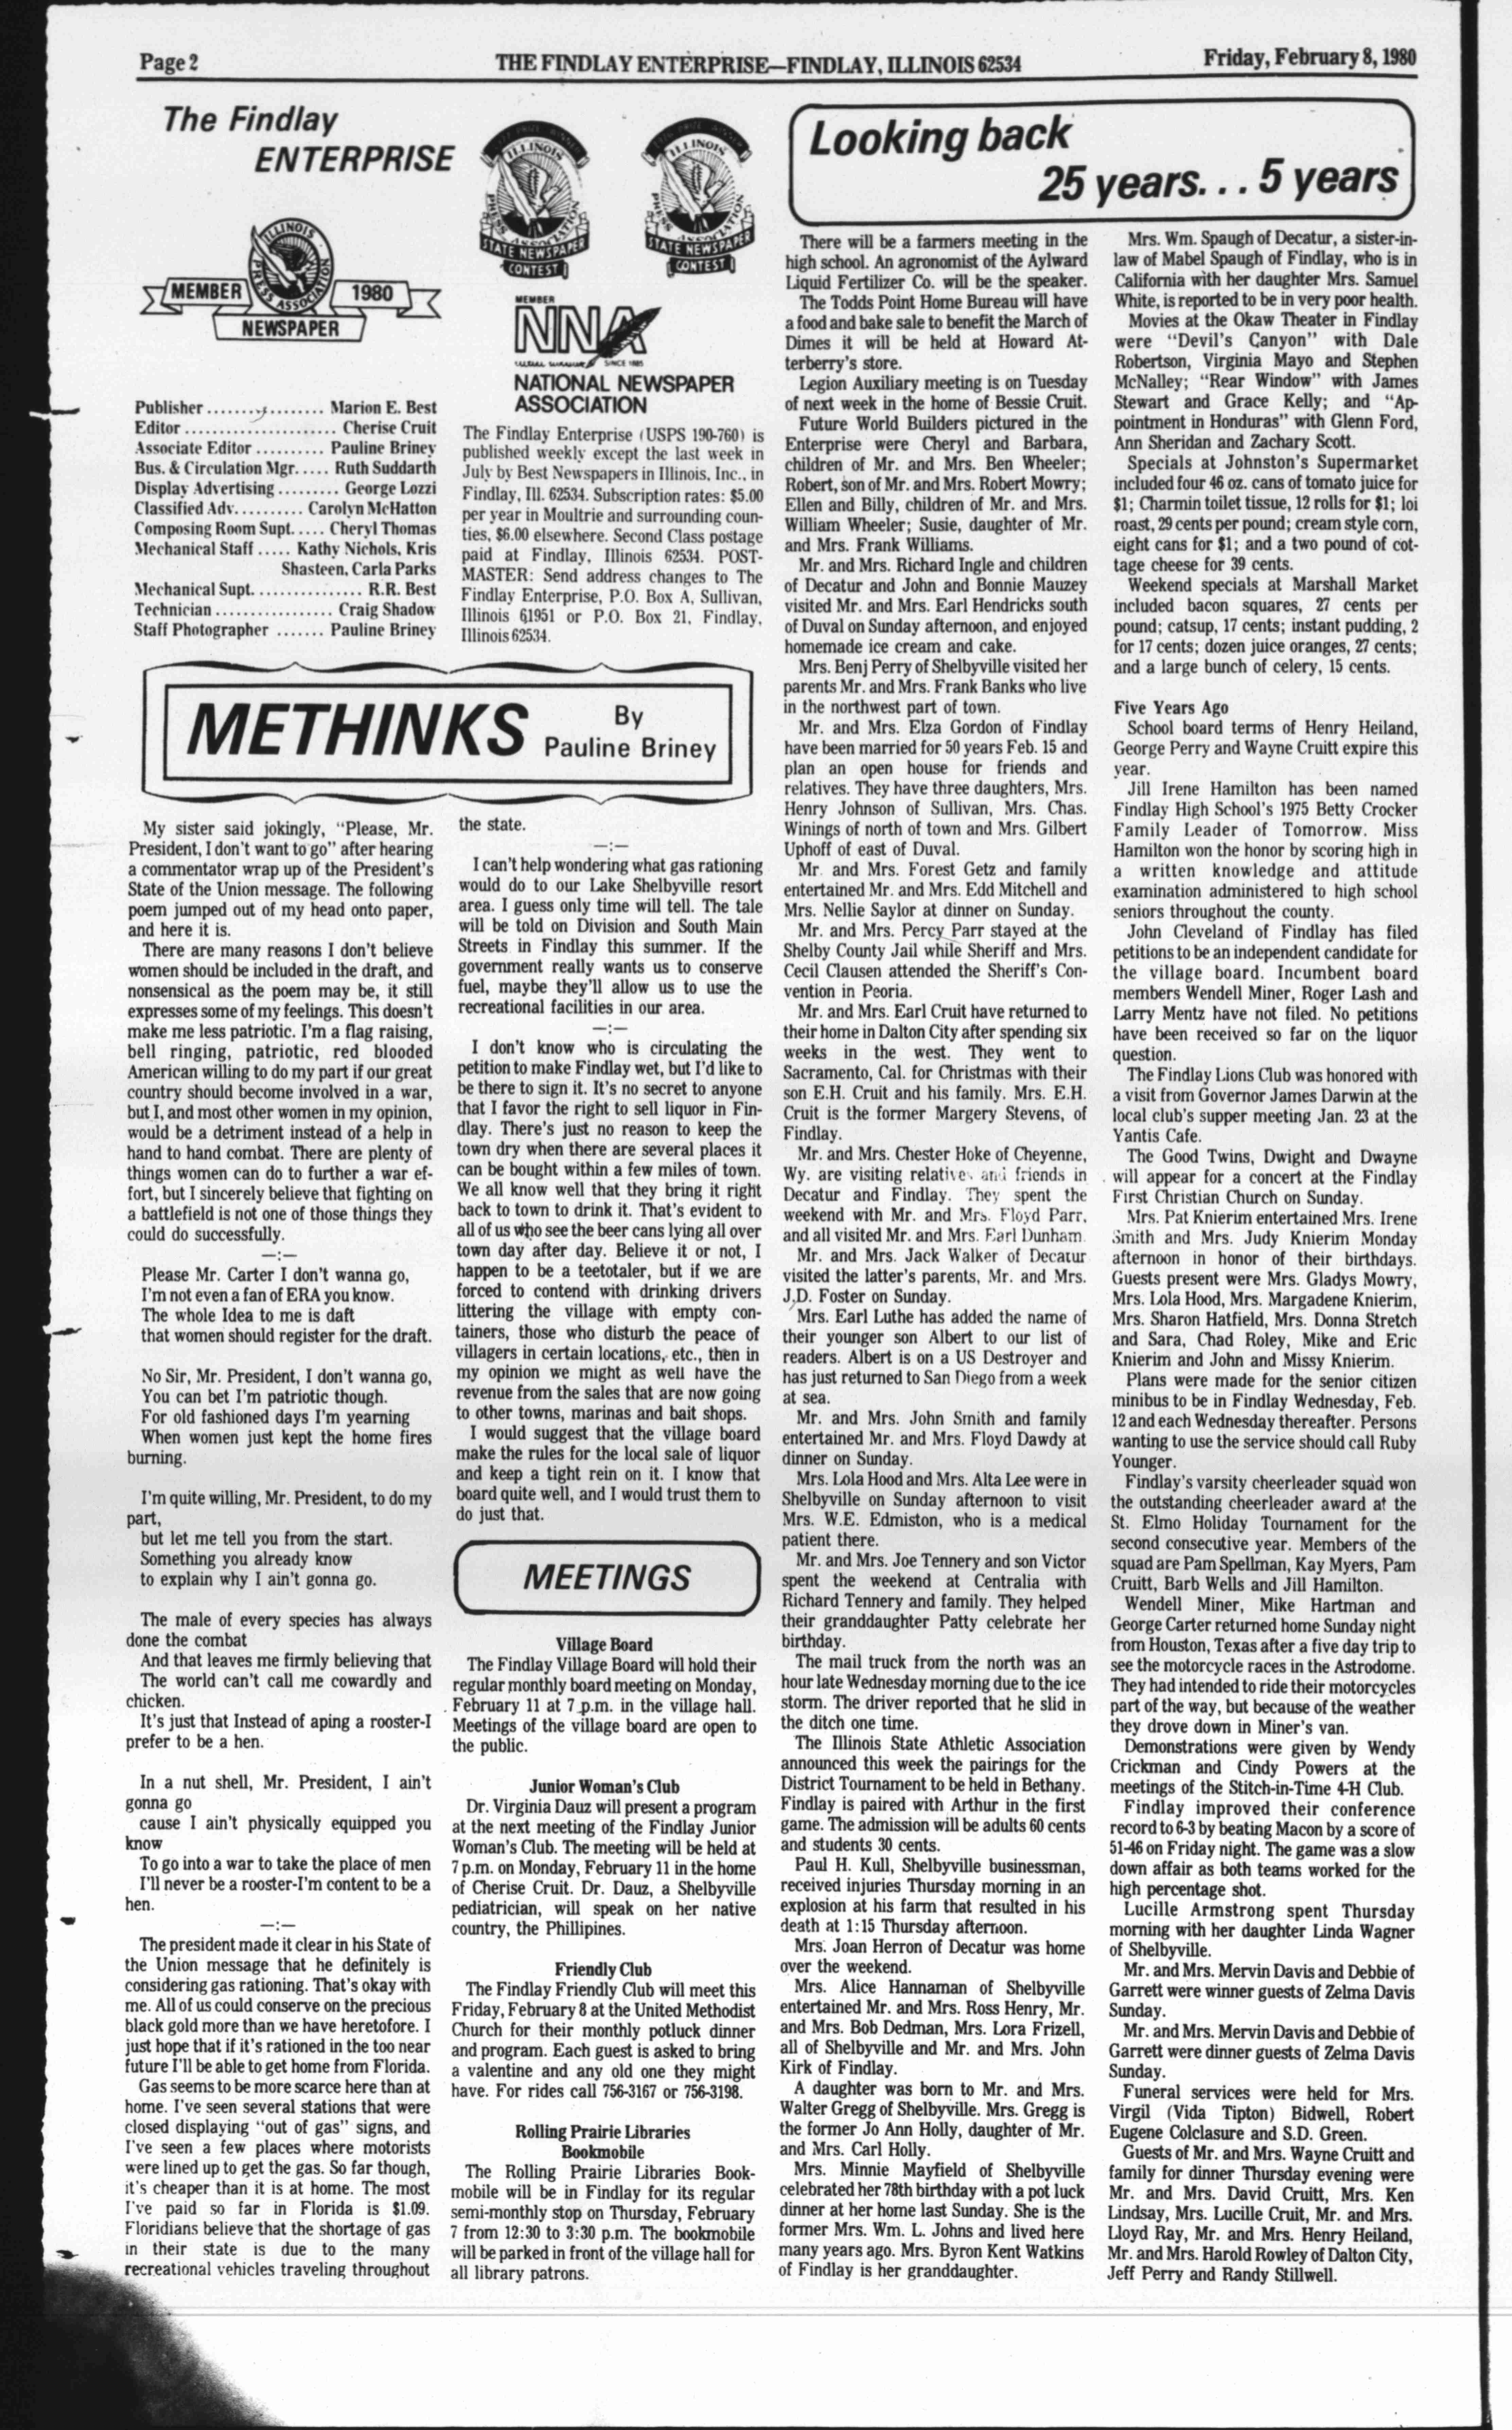 Page 2
THE FINDLAY ENTERPRISE—FINDLAY, ILLINOIS 62534
Friday, February 8, 1980
The Findlay
ENTERPRISE
ILLINOIS
PRESS ASSOCIATION
MEMBER
1980
NEWSPAPER
ILLINOIS
PRESS ASSOCIATION
STATE NEWSPAPER
CONTEST
ILLINOIS
PRESS ASSOCIATION
STATE NEWSPAPER
CONTEST
MEMBER
NNA
SINCE 1885
NATIONAL NEWSPAPER
ASSOCIATION
Publisher ................ Marion E. Best
Editor ..................... Cherise Cruit
Associate Editor .......... Pauline Briney
Bus. & Circulation Mgr. .... Ruth Suddarth
Display Advertising ......... George Lozzi
Classified Adv. ......... Carolyn McHatton
Composing Room Supt. .... Cheryl Thomas
Mechanical Staff ..... Kathy Nichols, Kris
Shasteen, Carla Parks
Mechanical Supt. ............... R.R. Best
Technician ................. Craig Shadow
Staff Photographer ....... Pauline Briney
The Findlay Enterprise (USPS 190-760) is
published weekly except the last week in
July by Best Newspapers in Illinois, Inc., in
Findlay, Ill. 62534. Subscription rates: $5.00
per year in Moultrie and surrounding coun-
ties, $6.00 elsewhere. Second Class postage
paid at Findlay, Illinois 62534. POST-
MASTER: Send address changes to The
Findlay Enterprise, P.O. Box A, Sullivan,
Illinois 61951 or P.O. Box 21, Findlay,
Illinois 62534.
METHINKS
By
Pauline Briney
My sister said jokingly, "Please, Mr.
President, I don't want to go" after hearing
a commentator wrap up of the President's
State of the Union message. The following
poem jumped out of my head onto paper,
and here it is.
There are many reasons I don't believe
women should be included in the draft, and
nonsensical as the poem may be, it still
expresses some of my feelings. This doesn't
make me less patriotic. I'm a flag raising,
bell ringing, patriotic, red blooded
American willing to do my part if our great
country should become involved in a war,
but I, and most other women in my opinion,
would be a detriment instead of a help in
hand to hand combat. There are plenty of
things women can do to further a war ef-
fort, but I sincerely believe that fighting on
a battlefield is not one of those things they
could do successfully.
—:—
Please Mr. Carter I don't wanna go,
I'm not even a fan of ERA you know.
The whole Idea to me is daft
that women should register for the draft.
No Sir, Mr. President, I don't wanna go,
You can bet I'm patriotic though.
For old fashioned days I'm yearning
When women just kept the home fires
burning.
I'm quite willing, Mr. President, to do my
part,
but let me tell you from the start.
Something you already know
to explain why I ain't gonna go.
The male of every species has always
done the combat
And that leaves me firmly believing that
The world can't call me cowardly and
chicken.
It's just that Instead of aping a rooster-I
prefer to be a hen.
In a nut shell, Mr. President, I ain't
gonna go
cause I ain't physically equipped you
know
To go into a war to take the place of men
I'll never be a rooster-I'm content to be a
hen.
—:—
The president made it clear in his State of
the Union message that he definitely is
considering gas rationing. That's okay with
me. All of us could conserve on the precious
black gold more than we have heretofore. I
just hope that if it's rationed in the too near
future I'll be able to get home from Florida.
Gas seems to be more scarce here than at
home. I've seen several stations that were
closed displaying "out of gas" signs, and
I've seen a few places where motorists
were lined up to get the gas. So far though,
it's cheaper than it is at home. The most
I've paid so far in Florida is $1.09.
Floridians believe that the shortage of gas
in their state is due to the many
recreational vehicles traveling throughout
the state.
—:—
I can't help wondering what gas rationing
would do to our Lake Shelbyville resort
area. I guess only time will tell. The tale
will be told on Division and South Main
Streets in Findlay this summer. If the
government really wants us to conserve
fuel, maybe they'll allow us to use the
recreational facilities in our area.
—:—
I don't know who is circulating the
petition to make Findlay wet, but I'd like to
be there to sign it. It's no secret to anyone
that I favor the right to sell liquor in Fin-
dlay. There's just no reason to keep the
town dry when there are several places it
can be bought within a few miles of town.
We all know well that they bring it right
back to town to drink it. That's evident to
all of us who see the beer cans lying all over
town day after day. Believe it or not, I
happen to be a teetotaler, but if we are
forced to contend with drinking drivers
littering the village with empty con-
tainers, those who disturb the peace of
villagers in certain locations, etc., then in
my opinion we might as well have the
revenue from the sales that are now going
to other towns, marinas and bait shops.
I would suggest that the village board
make the rules for the local sale of liquor
and keep a tight rein on it. I know that
board quite well, and I would trust them to
do just that.
MEETINGS
Village Board
The Findlay Village Board will hold their
regular monthly board meeting on Monday,
February 11 at 7 p.m. in the village hall.
Meetings of the village board are open to
the public.
Junior Woman's Club
Dr. Virginia Dauz will present a program
at the next meeting of the Findlay Junior
Woman's Club. The meeting will be held at
7 p.m. on Monday, February 11 in the home
of Cherise Cruit. Dr. Dauz, a Shelbyville
pediatrician, will speak on her native
country, the Phillipines.
Friendly Club
The Findlay Friendly Club will meet this
Friday, February 8 at the United Methodist
Church for their monthly potluck dinner
and program. Each guest is asked to bring
a valentine and any old one they might
have. For rides call 756-3167 or 756-3198.
Rolling Prairie Libraries
Bookmobile
The Rolling Prairie Libraries Book-
mobile will be in Findlay for its regular
semi-monthly stop on Thursday, February
7 from 12:30 to 3:30 p.m. The bookmobile
will be parked in front of the village hall for
all library patrons.
Looking back
25 years. . . 5 years
There will be a farmers meeting in the
high school. An agronomist of the Aylward
Liquid Fertilizer Co. will be the speaker.
The Todds Point Home Bureau will have
a food and bake sale to benefit the March of
Dimes it will be held at Howard At-
terberry's store.
Legion Auxiliary meeting is on Tuesday
of next week in the home of Bessie Cruit.
Future World Builders pictured in the
Enterprise were Cheryl and Barbara,
children of Mr. and Mrs. Ben Wheeler;
Robert, son of Mr. and Mrs. Robert Mowry;
Ellen and Billy, children of Mr. and Mrs.
William Wheeler; Susie, daughter of Mr.
and Mrs. Frank Williams.
Mr. and Mrs. Richard Ingle and children
of Decatur and John and Bonnie Mauzey
visited Mr. and Mrs. Earl Hendricks south
of Duval on Sunday afternoon, and enjoyed
homemade ice cream and cake.
Mrs. Benj Perry of Shelbyville visited her
parents Mr. and Mrs. Frank Banks who live
in the northwest part of town.
Mr. and Mrs. Elza Gordon of Findlay
have been married for 50 years Feb. 15 and
plan an open house for friends and
relatives. They have three daughters, Mrs.
Henry Johnson of Sullivan, Mrs. Chas.
Winings of north of town and Mrs. Gilbert
Uphoff of east of Duval.
Mr. and Mrs. Forest Getz and family
entertained Mr. and Mrs. Edd Mitchell and
Mrs. Nellie Saylor at dinner on Sunday.
Mr. and Mrs. Percy Parr stayed at the
Shelby County Jail while Sheriff and Mrs.
Cecil Clausen attended the Sheriff's Con-
vention in Peoria.
Mr. and Mrs. Earl Cruit have returned to
their home in Dalton City after spending six
weeks in the west. They went to
Sacramento, Cal. for Christmas with their
son E.H. Cruit and his family. Mrs. E.H.
Cruit is the former Margery Stevens, of
Findlay.
Mr. and Mrs. Chester Hoke of Cheyenne,
Wy. are visiting relatives and friends in
Decatur and Findlay. They spent the
weekend with Mr. and Mrs. Floyd Parr,
and all visited Mr. and Mrs. Earl Dunham.
Mr. and Mrs. Jack Walker of Decatur
visited the latter's parents, Mr. and Mrs.
J.D. Foster on Sunday.
Mrs. Earl Luthe has added the name of
their younger son Albert to our list of
readers. Albert is on a US Destroyer and
has just returned to San Diego from a week
at sea.
Mr. and Mrs. John Smith and family
entertained Mr. and Mrs. Floyd Dawdy at
dinner on Sunday.
Mrs. Lola Hood and Mrs. Alta Lee were in
Shelbyville on Sunday afternoon to visit
Mrs. W.E. Edmiston, who is a medical
patient there.
Mr. and Mrs. Joe Tennery and son Victor
spent the weekend at Centralia with
Richard Tennery and family. They helped
their granddaughter Patty celebrate her
birthday.
The mail truck from the north was an
hour late Wednesday morning due to the ice
storm. The driver reported that he slid in
the ditch one time.
The Illinois State Athletic Association
announced this week the pairings for the
District Tournament to be held in Bethany.
Findlay is paired with Arthur in the first
game. The admission will be adults 60 cents
and students 30 cents.
Paul H. Kull, Shelbyville businessman,
received injuries Thursday morning in an
explosion at his farm that resulted in his
death at 1:15 Thursday afternoon.
Mrs. Joan Herron of Decatur was home
over the weekend.
Mrs. Alice Hannaman of Shelbyville
entertained Mr. and Mrs. Ross Henry, Mr.
and Mrs. Bob Dedman, Mrs. Lora Frizell,
all of Shelbyville and Mr. and Mrs. John
Kirk of Findlay.
A daughter was born to Mr. and Mrs.
Walter Gregg of Shelbyville. Mrs. Gregg is
the former Jo Ann Holly, daughter of Mr.
and Mrs. Carl Holly.
Mrs. Minnie Mayfield of Shelbyville
celebrated her 78th birthday with a pot luck
dinner at her home last Sunday. She is the
former Mrs. Wm. L. Johns and lived here
many years ago. Mrs. Byron Kent Watkins
of Findlay is her granddaughter.
Mrs. Wm. Spaugh of Decatur, a sister-in-
law of Mabel Spaugh of Findlay, who is in
California with her daughter Mrs. Samuel
White, is reported to be in very poor health.
Movies at the Okaw Theater in Findlay
were "Devil's Canyon" with Dale
Robertson, Virginia Mayo and Stephen
McNalley; "Rear Window" with James
Stewart and Grace Kelly; and "Ap-
pointment in Honduras" with Glenn Ford,
Ann Sheridan and Zachary Scott.
Specials at Johnston's Supermarket
included four 46 oz. cans of tomato juice for
$1; Charmin toilet tissue, 12 rolls for $1; loi
roast, 29 cents per pound; cream style corn,
eight cans for $1; and a two pound of cot-
tage cheese for 39 cents.
Weekend specials at Marshall Market
included bacon squares, 27 cents per
pound; catsup, 17 cents; instant pudding, 2
for 17 cents; dozen juice oranges, 27 cents;
and a large bunch of celery, 15 cents.
Five Years Ago
School board terms of Henry Heiland,
George Perry and Wayne Cruitt expire this
year.
Jill Irene Hamilton has been named
Findlay High School's 1975 Betty Crocker
Family Leader of Tomorrow. Miss
Hamilton won the honor by scoring high in
a written knowledge and attitude
examination administered to high school
seniors throughout the county.
John Cleveland of Findlay has filed
petitions to be an independent candidate for
the village board. Incumbent board
members Wendell Miner, Roger Lash and
Larry Mentz have not filed. No petitions
have been received so far on the liquor
question.
The Findlay Lions Club was honored with
a visit from Governor James Darwin at the
local club's supper meeting Jan. 23 at the
Yantis Cafe.
The Good Twins, Dwight and Dwayne
will appear for a concert at the Findlay
First Christian Church on Sunday.
Mrs. Pat Knierim entertained Mrs. Irene
Smith and Mrs. Judy Knierim Monday
afternoon in honor of their birthdays.
Guests present were Mrs. Gladys Mowry,
Mrs. Lola Hood, Mrs. Margadene Knierim,
Mrs. Sharon Hatfield, Mrs. Donna Stretch
and Sara, Chad Roley, Mike and Eric
Knierim and John and Missy Knierim.
Plans were made for the senior citizen
minibus to be in Findlay Wednesday, Feb.
12 and each Wednesday thereafter. Persons
wanting to use the service should call Ruby
Younger.
Findlay's varsity cheerleader squad won
the outstanding cheerleader award at the
St. Elmo Holiday Tournament for the
second consecutive year. Members of the
squad are Pam Spellman, Kay Myers, Pam
Cruitt, Barb Wells and Jill Hamilton.
Wendell Miner, Mike Hartman and
George Carter returned home Sunday night
from Houston, Texas after a five day trip to
see the motorcycle races in the Astrodome.
They had intended to ride their motorcycles
part of the way, but because of the weather
they drove down in Miner's van.
Demonstrations were given by Wendy
Crickman and Cindy Powers at the
meetings of the Stitch-in-Time 4-H Club.
Findlay improved their conference
record to 6-3 by beating Macon by a score of
51-46 on Friday night. The game was a slow
down affair as both teams worked for the
high percentage shot.
Lucille Armstrong spent Thursday
morning with her daughter Linda Wagner
of Shelbyville.
Mr. and Mrs. Mervin Davis and Debbie of
Garrett were winner guests of Zelma Davis
Sunday.
Mr. and Mrs. Mervin Davis and Debbie of
Garrett were dinner guests of Zelma Davis
Sunday.
Funeral services were held for Mrs.
Virgil (Vida Tipton) Bidwell, Robert
Eugene Colclasure and S.D. Green.
Guests of Mr. and Mrs. Wayne Cruitt and
family for dinner Thursday evening were
Mr. and Mrs. David Cruitt, Mrs. Ken
Lindsay, Mrs. Lucille Cruit, Mr. and Mrs.
Lloyd Ray, Mr. and Mrs. Henry Heiland,
Mr. and Mrs. Harold Rowley of Dalton City,
Jeff Perry and Randy Stillwell.